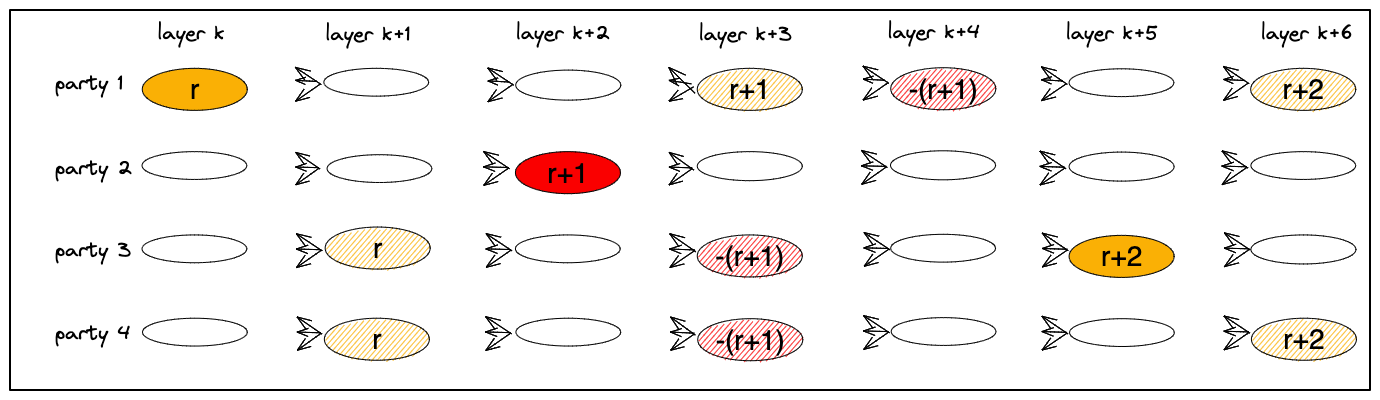 layer k layer k+1 layer k+2 layer k+3 layer k+4 layer k+5 layer k+6
party 1 r r+1 -(r+1) r+2
party 2 r+1
party 3 r -(r+1) r+2
party 4 r -(r+1) r+2